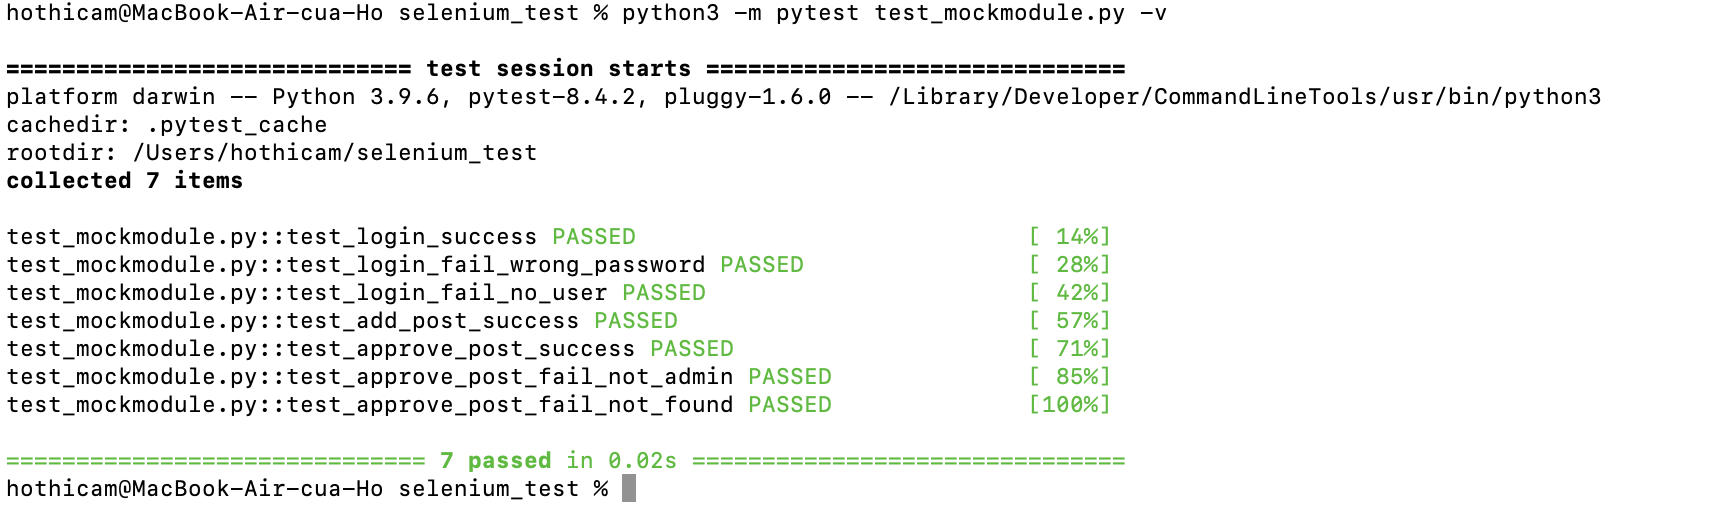 hothicam@MacBook-Air-cua-Ho selenium_test % python3 -m pytest test_mockmodule.py -v
============================= test session starts ==============================
platform darwin -- Python 3.9.6, pytest-8.4.2, pluggy-1.6.0 -- /Library/Developer/CommandLineTools/usr/bin/python3
cachedir: .pytest_cache
rootdir: /Users/hothicam/selenium_test
collected 7 items
test_mockmodule.py::test_login_success PASSED [ 14%]
test_mockmodule.py::test_login_fail_wrong_password PASSED [ 28%]
test_mockmodule.py::test_login_fail_no_user PASSED [ 42%]
test_mockmodule.py::test_add_post_success PASSED [ 57%]
test_mockmodule.py::test_approve_post_success PASSED [ 71%]
test_mockmodule.py::test_approve_post_fail_not_admin PASSED [ 85%]
test_mockmodule.py::test_approve_post_fail_not_found PASSED [100%]
============================== 7 passed in 0.02s ===============================
hothicam@MacBook-Air-cua-Ho selenium_test %